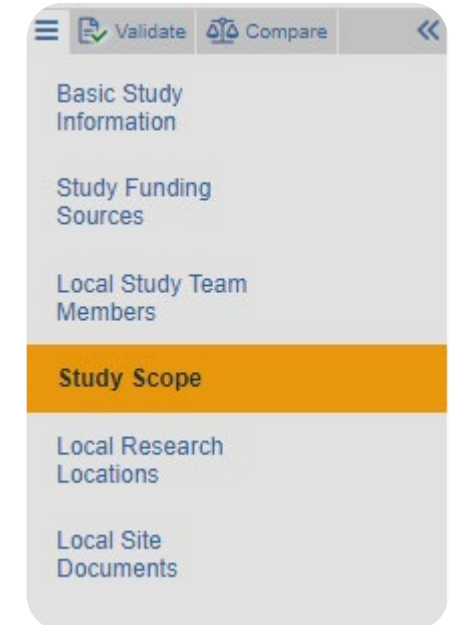 Validate Compare
Basic Study
Information
Study Funding
Sources
Local Study Team
Members
Study Scope
Local Research
Locations
Local Site
Documents